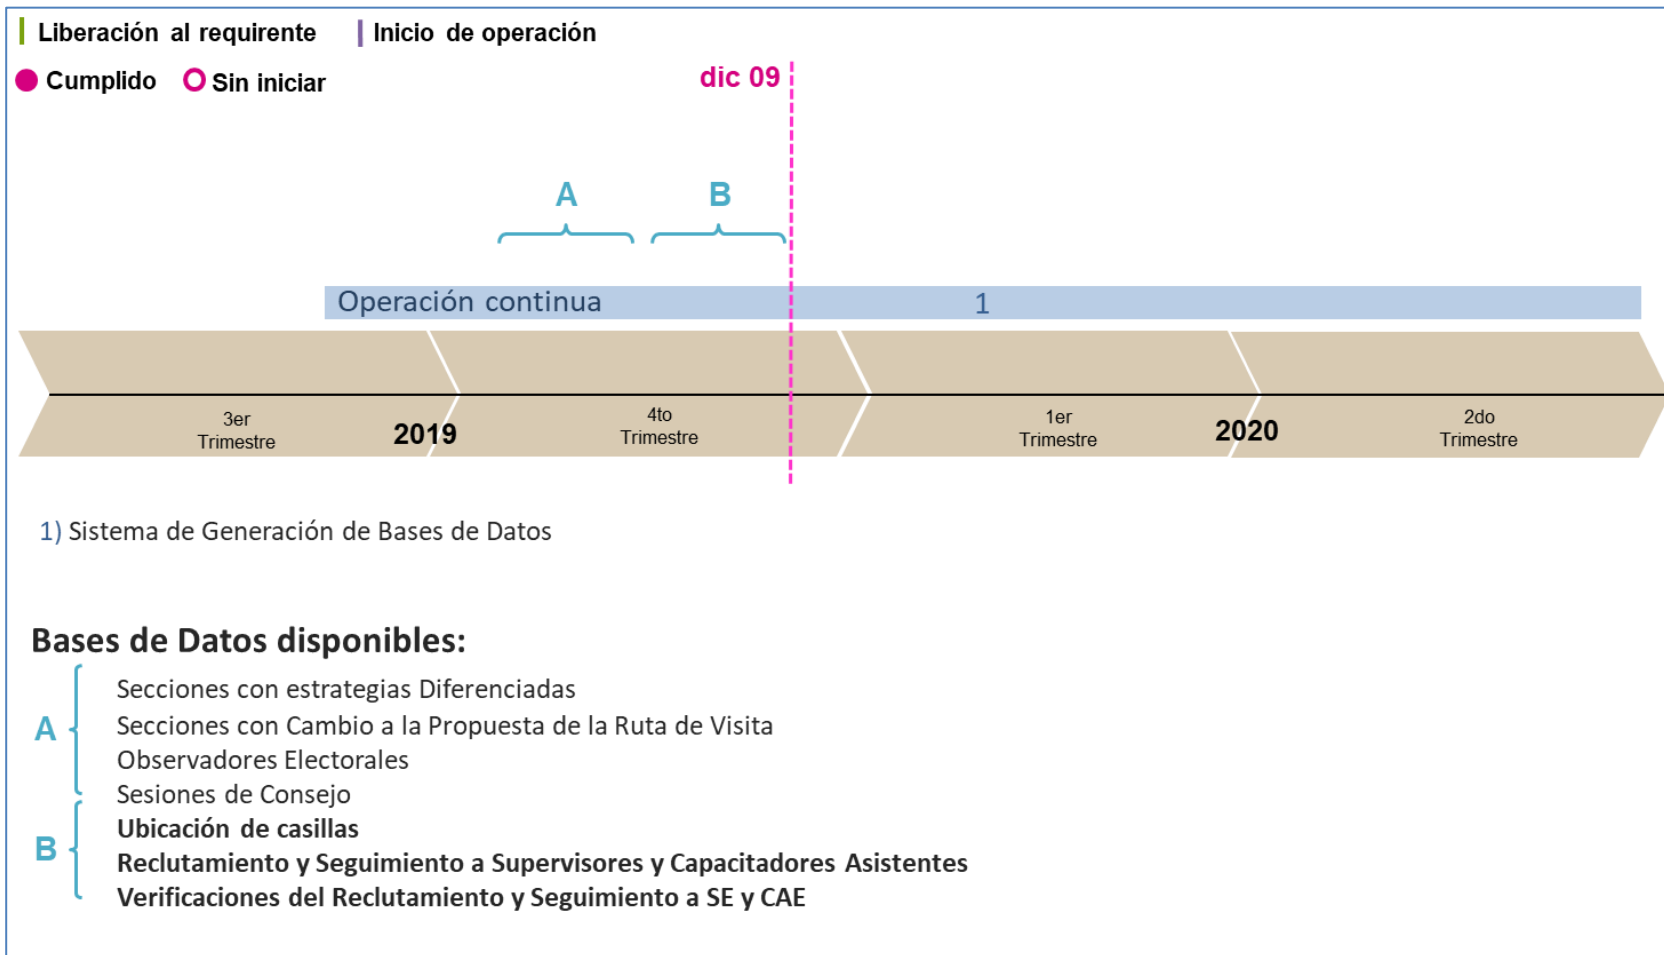 Liberación al requirente Inicio de operación
Cumplido Sin iniciar
dic 09
A B
Operación continua 1
3er
Trimestre
2019
4to
Trimestre
1er
Trimestre
2020
2do
Trimestre
1) Sistema de Generación de Bases de Datos
Bases de Datos disponibles:
A
Secciones con estrategias Diferenciadas
Secciones con Cambio a la Propuesta de la Ruta de Visita
Observadores Electorales
Sesiones de Consejo
B
Ubicación de casillas
Reclutamiento y Seguimiento a Supervisores y Capacitadores Asistentes
Verificaciones del Reclutamiento y Seguimiento a SE y CAE